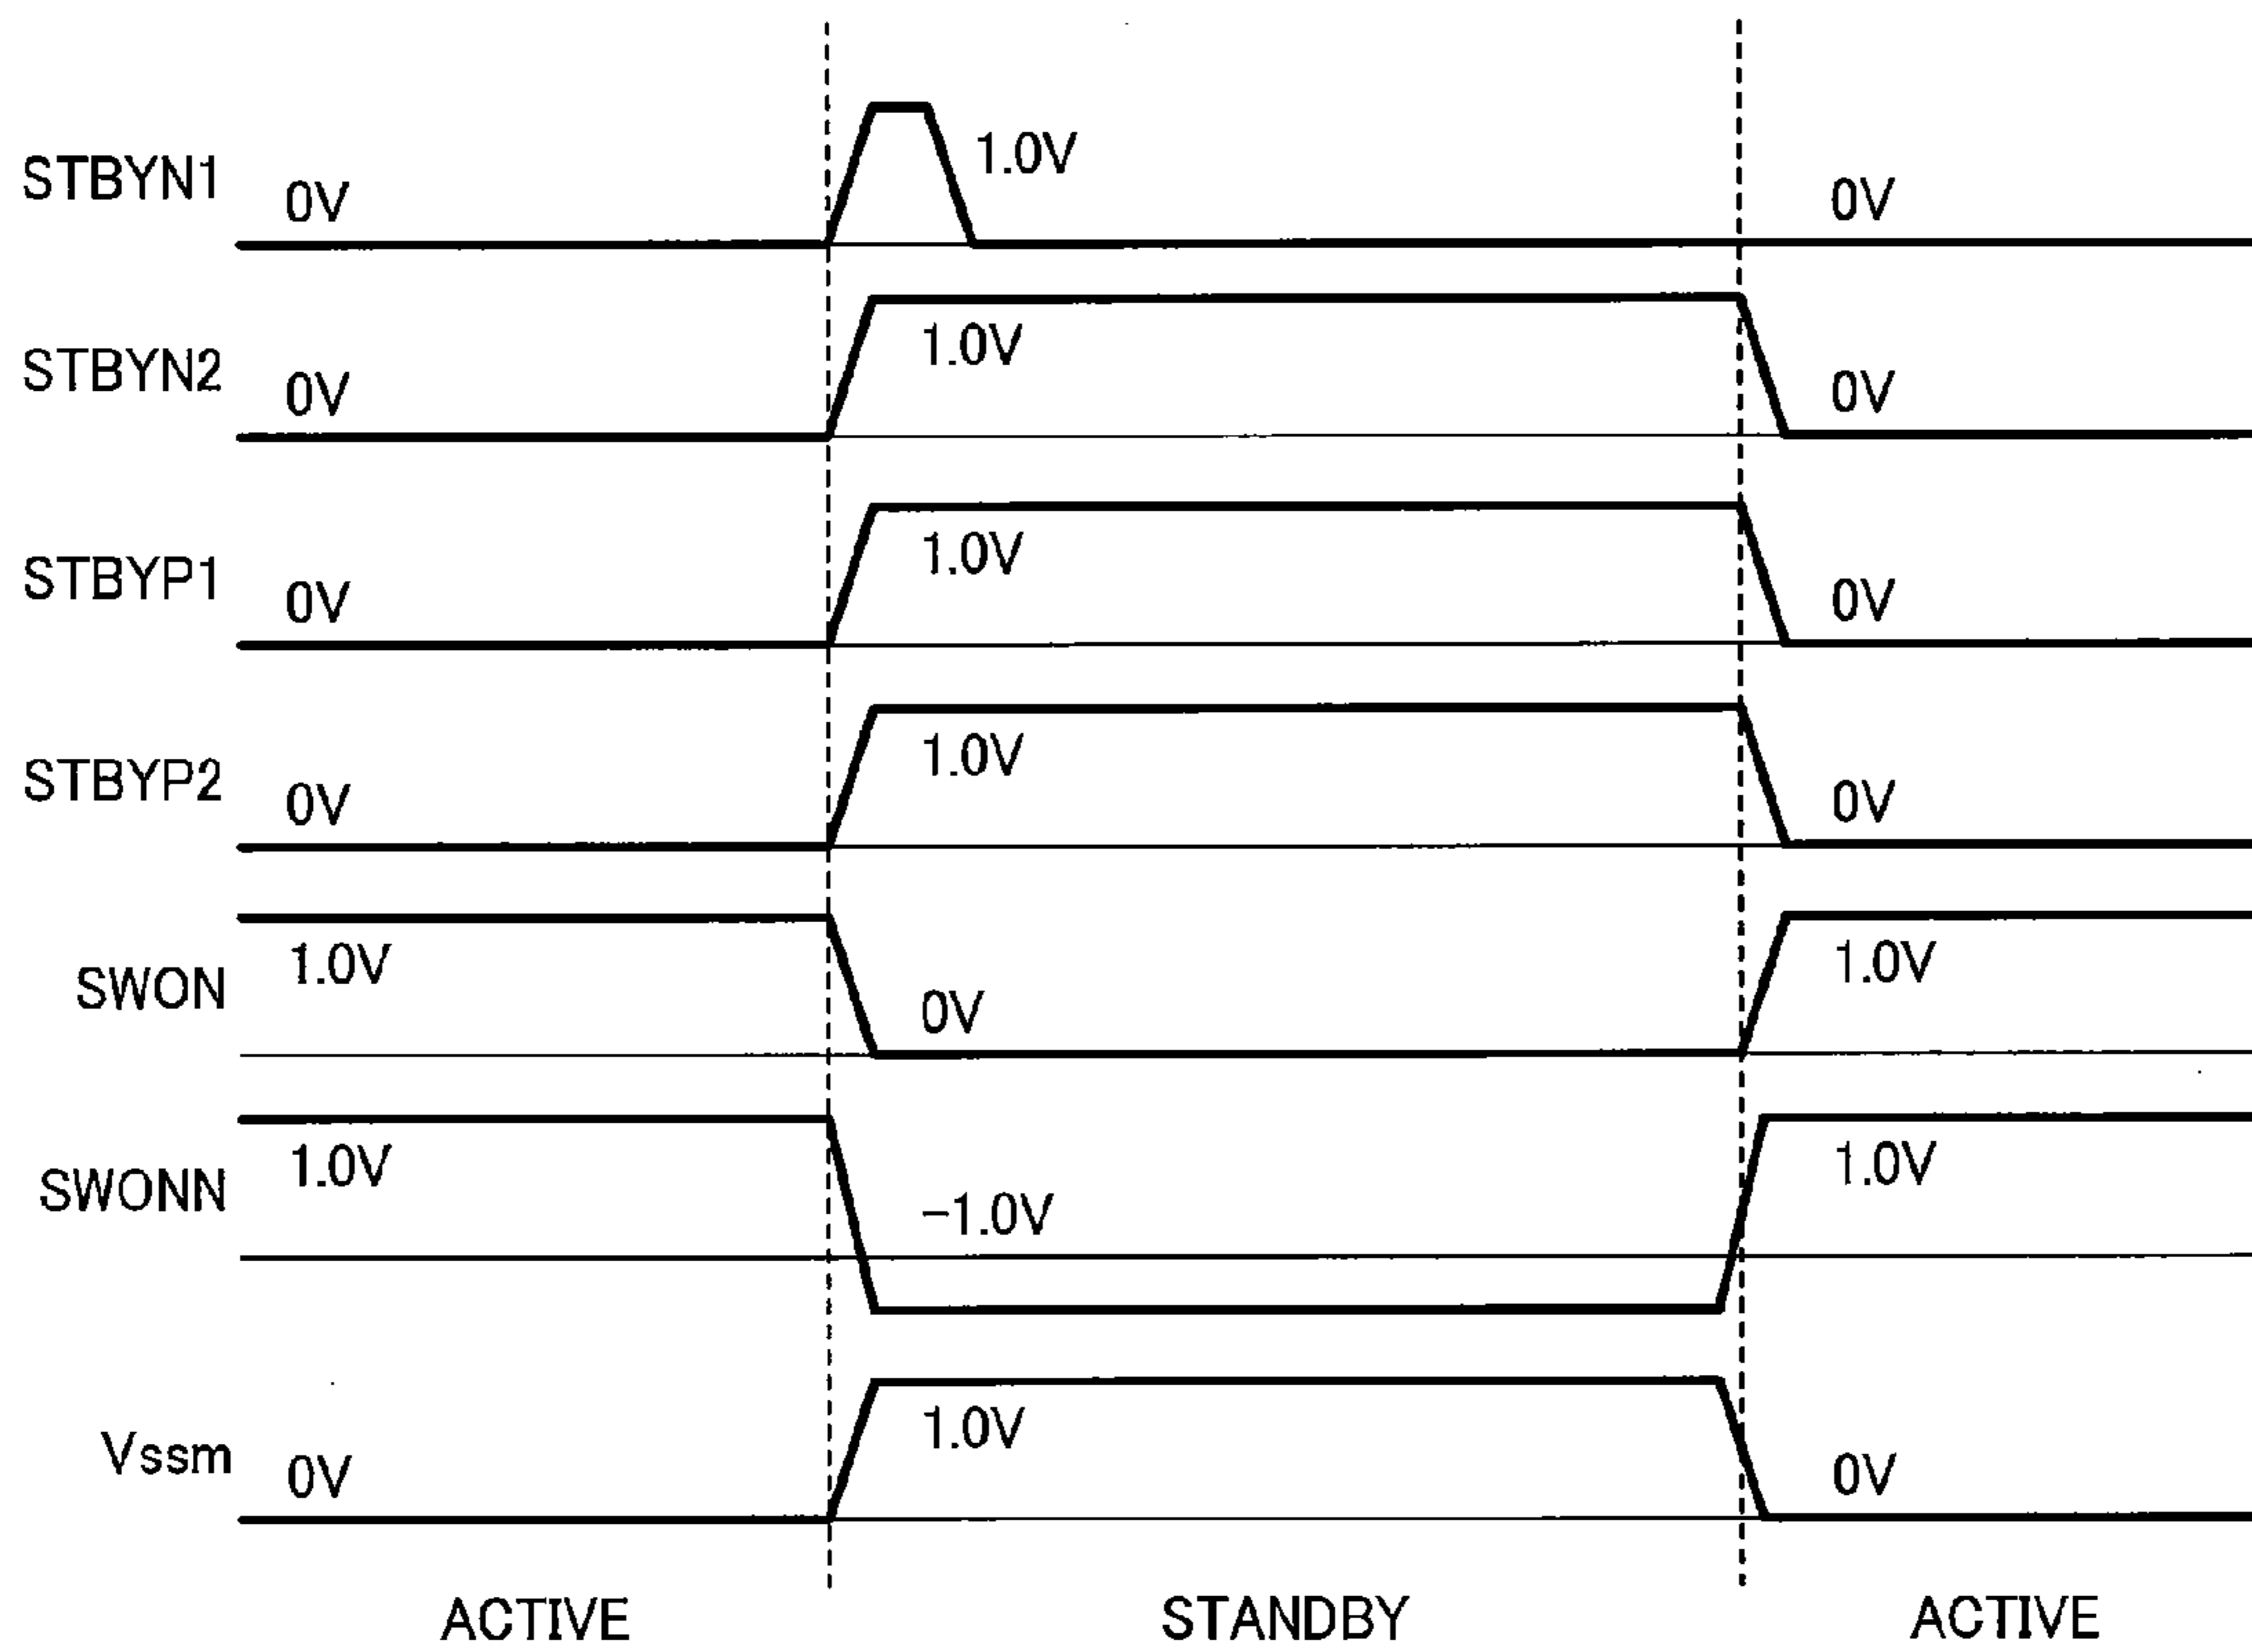 STBYN1 0V 1.0V 0V
STBYN2 0V 1.0V 0V
STBYP1 0V 1.0V 0V
STBYP2 0V 1.0V 0V
SWON 1.0V 0V 1.0V
SWONN 1.0V -1.0V 1.0V
Vssm 0V 1.0V 0V
ACTIVE STANDBY ACTIVE